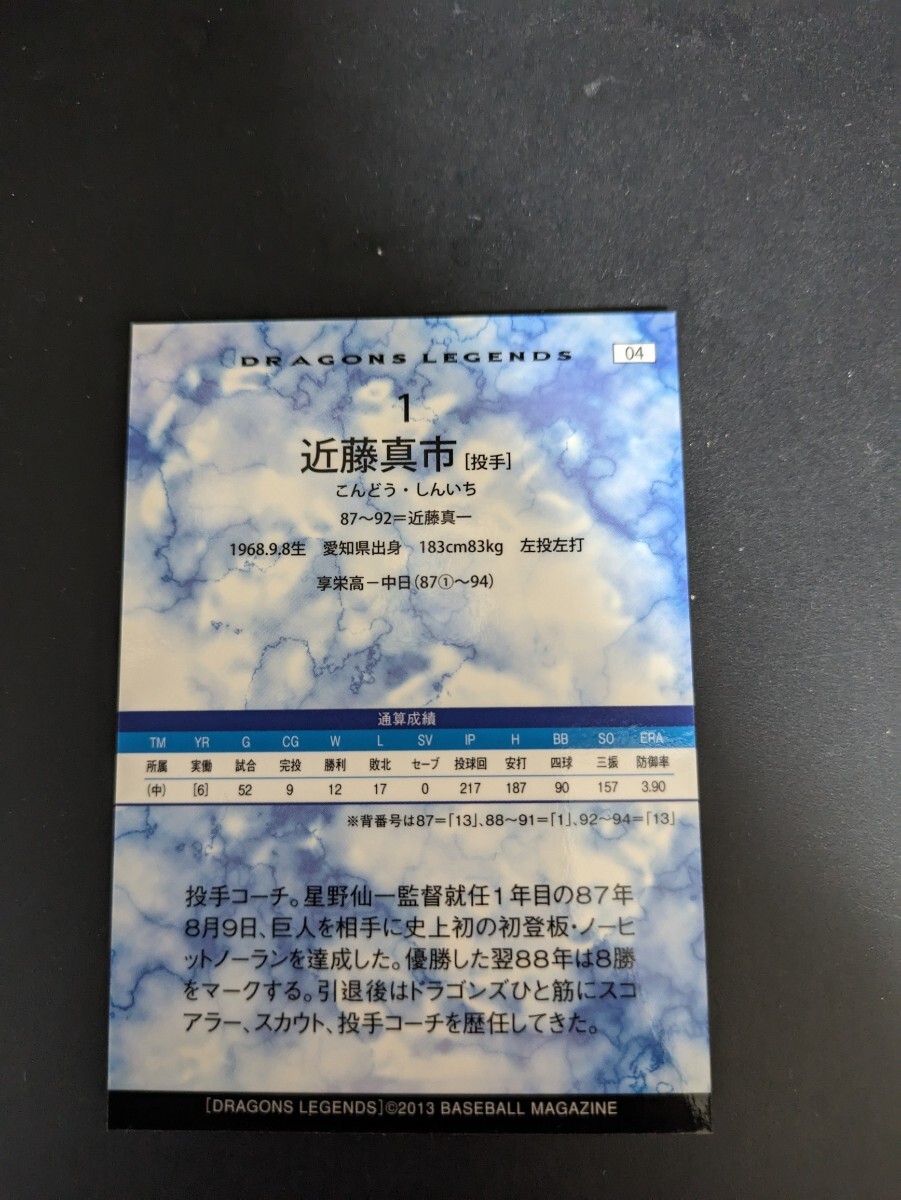 DRAGONS LEGENDS 04
1
近藤真市[投手]
こんどう・しんいち
87〜92=近藤真一
1968.9.8生 愛知県出身 183cm83kg 左投左打
享栄高−中日(87①〜94)
通算成績
TM YR G CG W L SV IP H BB SO ERA
所属 実働 試合 完投 勝利 敗北 セーブ 投球回 安打 四球 三振 防御率
(中) [6] 52 9 12 17 0 217 187 90 157 3.90
※背番号は87=「13」、88〜91=「1」、92〜94=「13」
投手コーチ。星野仙一監督就任1年目の87年
8月9日、巨人を相手に史上初の初登板・ノーヒ
ットノーランを達成した。優勝した翌88年は8勝
をマークする。引退後はドラゴンズひと筋にスコ
アラー、スカウト、投手コーチを歴任してきた。
[DRAGONS LEGENDS]©2013 BASEBALL MAGAZINE